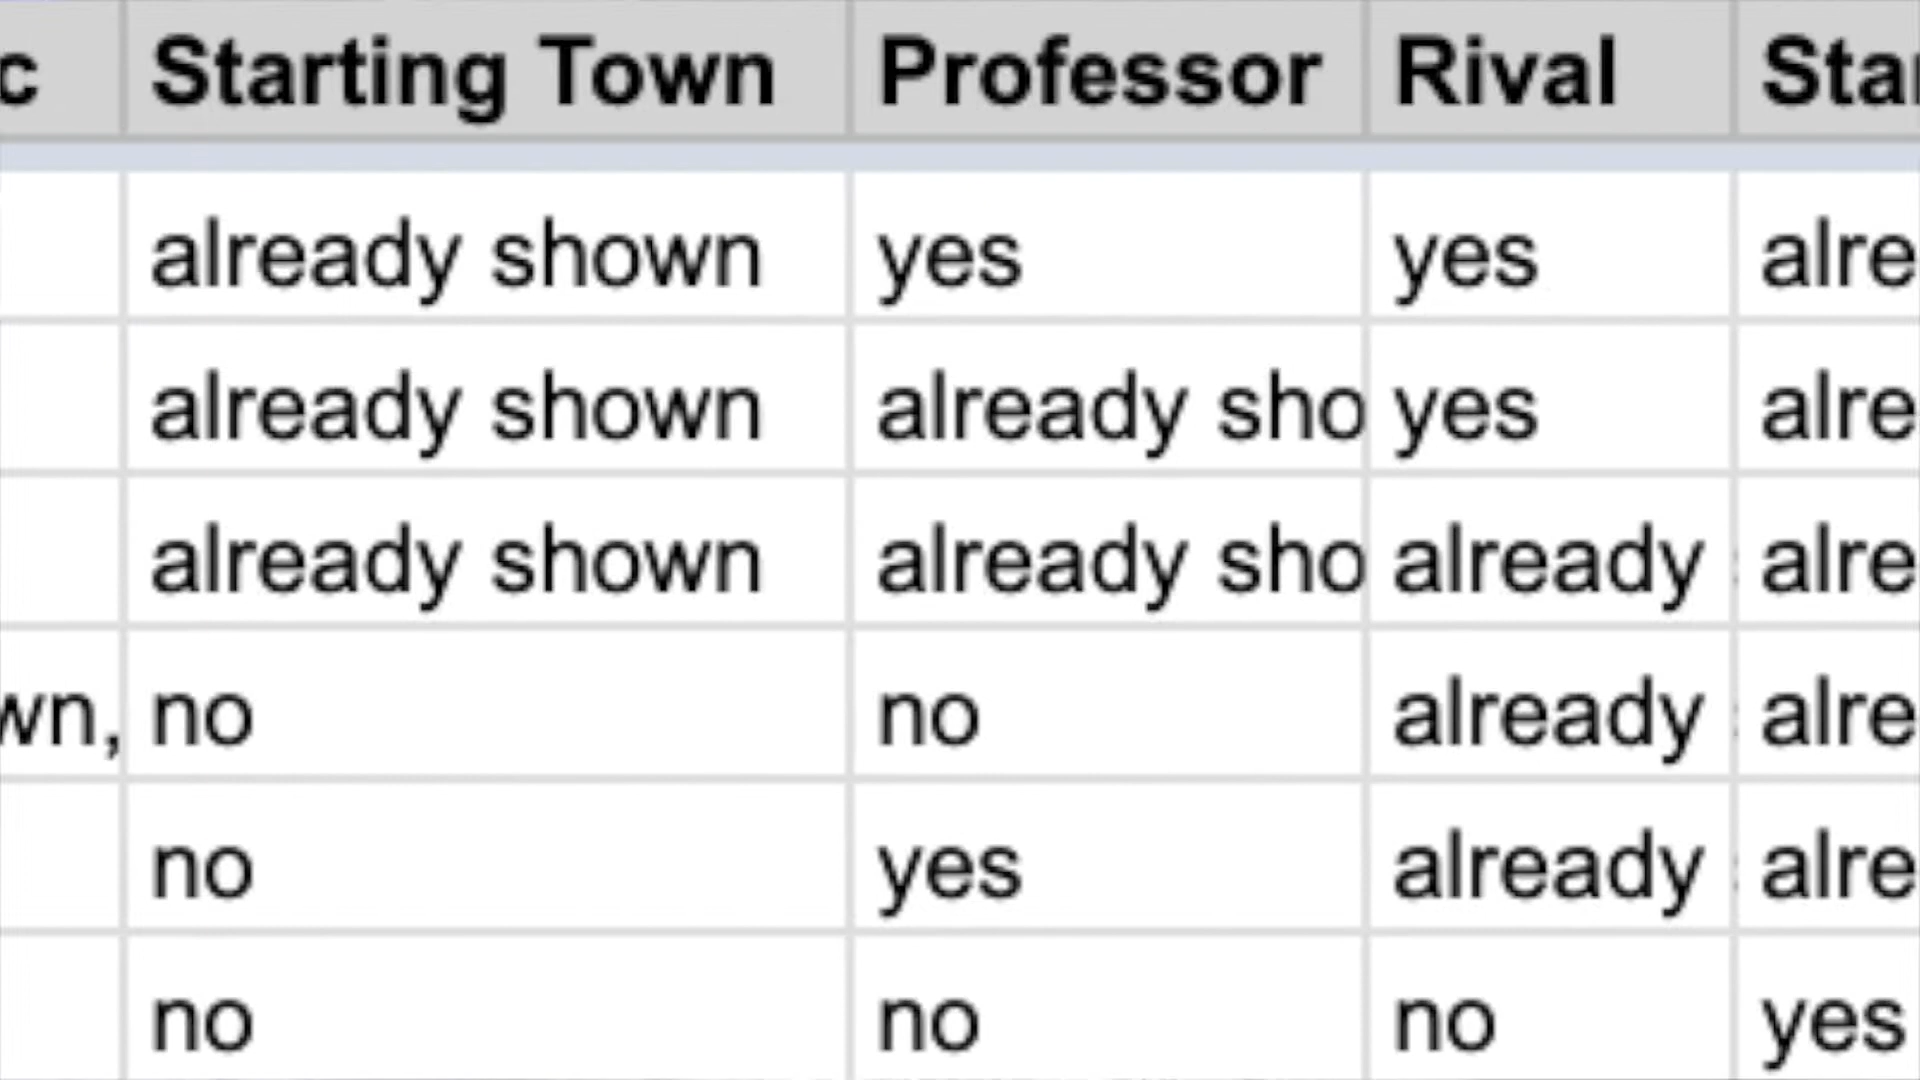 c Starting Town Professor Rival Star
already shown yes yes alre
already shown already sho yes alre
already shown already sho already alre
wn, no no already alre
no yes already alre
no no no yes